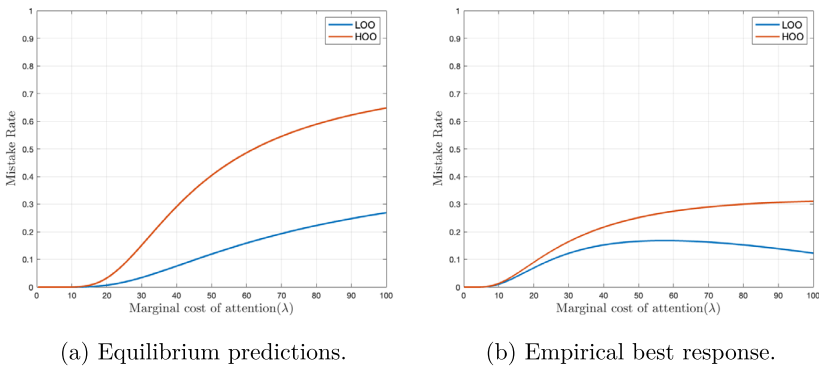 1
0.9
0.8
0.7
0.6
0.5
0.4
0.3
0.2
0.1
0
Mistake Rate
LOO
HOO
0 10 20 30 40 50 60 70 80 90 100
Marginal cost of attention(λ)
(a) Equilibrium predictions.
1
0.9
0.8
0.7
0.6
0.5
0.4
0.3
0.2
0.1
0
Mistake Rate
LOO
HOO
0 10 20 30 40 50 60 70 80 90 100
Marginal cost of attention(λ)
(b) Empirical best response.